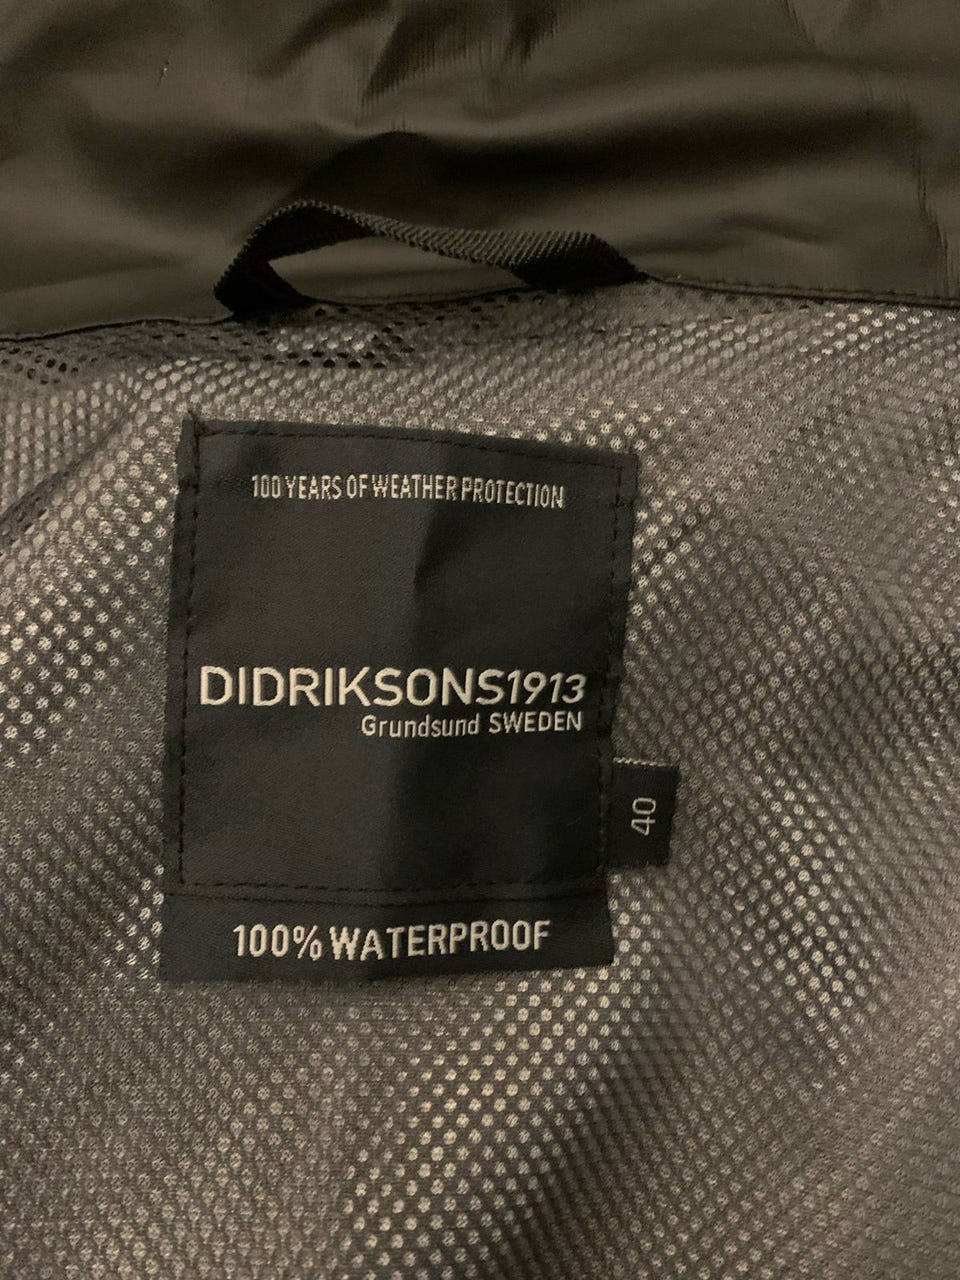 100 YEARS OF WEATHER PROTECTION
DIDRIKSONS1913
Grundsund SWEDEN
40
100% WATERPROOF